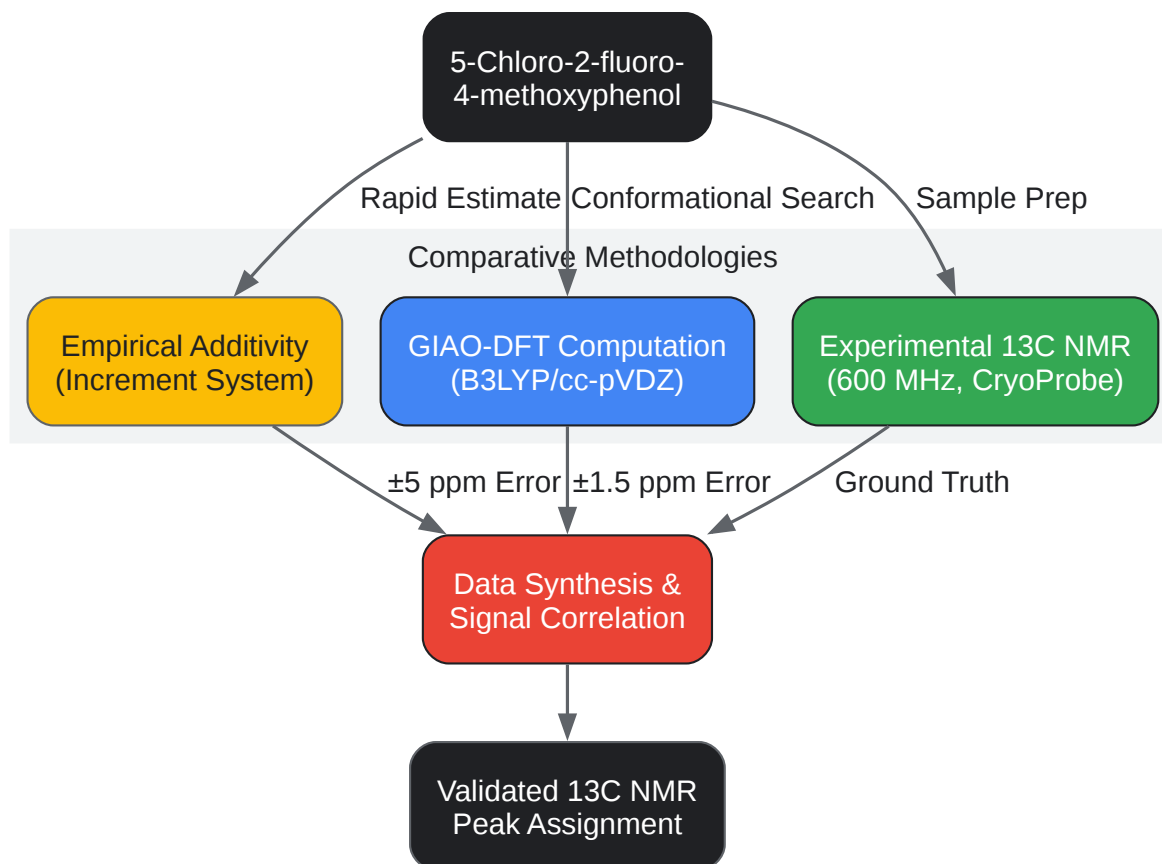 5-Chloro-2-fluoro-
4-methoxyphenol
Rapid Estimate
Conformational Search
Sample Prep
Comparative Methodologies
Empirical Additivity
(Increment System)
GIAO-DFT Computation
(B3LYP/cc-pVDZ)
Experimental 13C NMR
(600 MHz, CryoProbe)
±5 ppm Error
±1.5 ppm Error
Ground Truth
Data Synthesis &
Signal Correlation
Validated 13C NMR
Peak Assignment